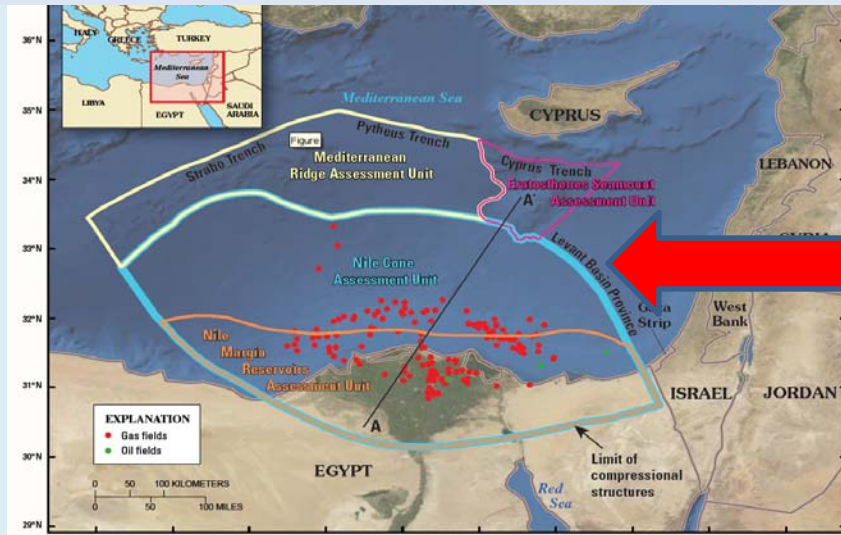 ITALY
GREECE
TURKEY
Mediterranean
Sea
LIBYA
EGYPT
SAUDI
ARABIA
36°N
35°N
34°N
33°N
32°N
31°N
30°N
29°N
Mediterranean Sea
CYPRUS
LEBANON
Strabo Trench
Pytheus Trench
Cyprus Trench
Figure
Mediterranean
Ridge Assessment Unit
Eratosthenes Seamount
Assessment Unit
A'
Levant Basin Province
Nile Cone
Assessment Unit
Strip
West
Bank
Nile
Margin
Reservoirs
Assessment Unit
ISRAEL
JORDAN
EXPLANATION
Gas fields
Oil fields
A
0 50 100 KILOMETERS
0 50 100 MILES
EGYPT
Limit of
compressional
structures
Red
Sea